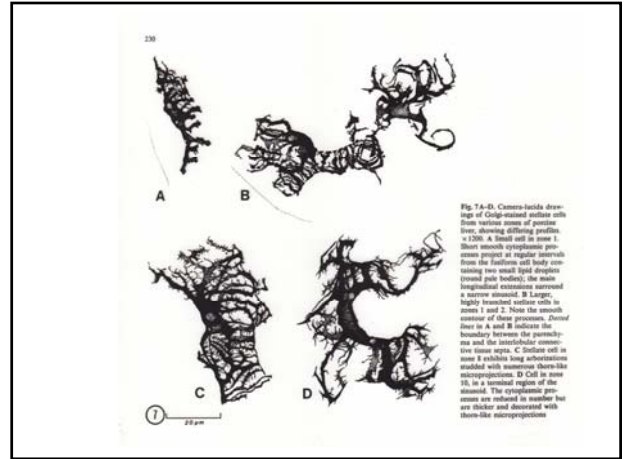 230
A
B
Fig. 7A–D. Camera-lucida draw-
ings of Golgi-stained stellate cells
from various zones of porcine
liver, showing differing profiles.
×1200. A Small cell in zone 1.
Short smooth cytoplasmic pro-
cesses project at regular intervals
from the fusiform cell body con-
taining two small lipid droplets
(round pale bodies); the main
longitudinal extensions surround
a narrow sinusoid. B Larger,
highly branched stellate cells in
zones 1 and 2. Note the smooth
contour of these processes. Dotted
lines in A and B indicate the
boundary between the parenchy-
ma and the interlobular connec-
tive tissue septa. C Stellate cell in
zone 8 exhibits long arborizations
studded with numerous thorn-like
microprojections. D Cell in zone
10, in a terminal region of the
sinusoid. The cytoplasmic pro-
cesses are reduced in number but
are thicker and decorated with
thorn-like microprojections
C
D
7
20 µm